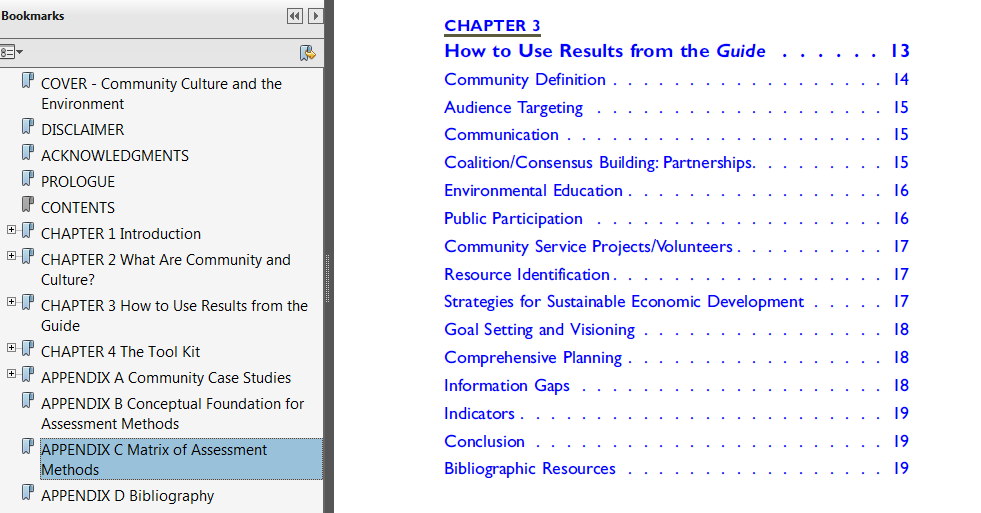 Bookmarks
COVER - Community Culture and the
Environment
DISCLAIMER
ACKNOWLEDGMENTS
PROLOGUE
CONTENTS
CHAPTER 1 Introduction
CHAPTER 2 What Are Community and
Culture?
CHAPTER 3 How to Use Results from the
Guide
CHAPTER 4 The Tool Kit
APPENDIX A Community Case Studies
APPENDIX B Conceptual Foundation for
Assessment Methods
APPENDIX C Matrix of Assessment
Methods
APPENDIX D Bibliography
CHAPTER 3
How to Use Results from the Guide . . . . . . 13
Community Definition . . . . . . . . . . . . . . 14
Audience Targeting . . . . . . . . . . . . . . . 15
Communication . . . . . . . . . . . . . . . . 15
Coalition/Consensus Building: Partnerships. . . . . . . . 15
Environmental Education . . . . . . . . . . . . . 16
Public Participation . . . . . . . . . . . . . . . 16
Community Service Projects/Volunteers . . . . . . . . 17
Resource Identification . . . . . . . . . . . . . . 17
Strategies for Sustainable Economic Development . . . . . 17
Goal Setting and Visioning . . . . . . . . . . . . . 18
Comprehensive Planning . . . . . . . . . . . . . 18
Information Gaps . . . . . . . . . . . . . . . . 18
Indicators . . . . . . . . . . . . . . . . . . . 19
Conclusion . . . . . . . . . . . . . . . . . . 19
Bibliographic Resources . . . . . . . . . . . . . 19